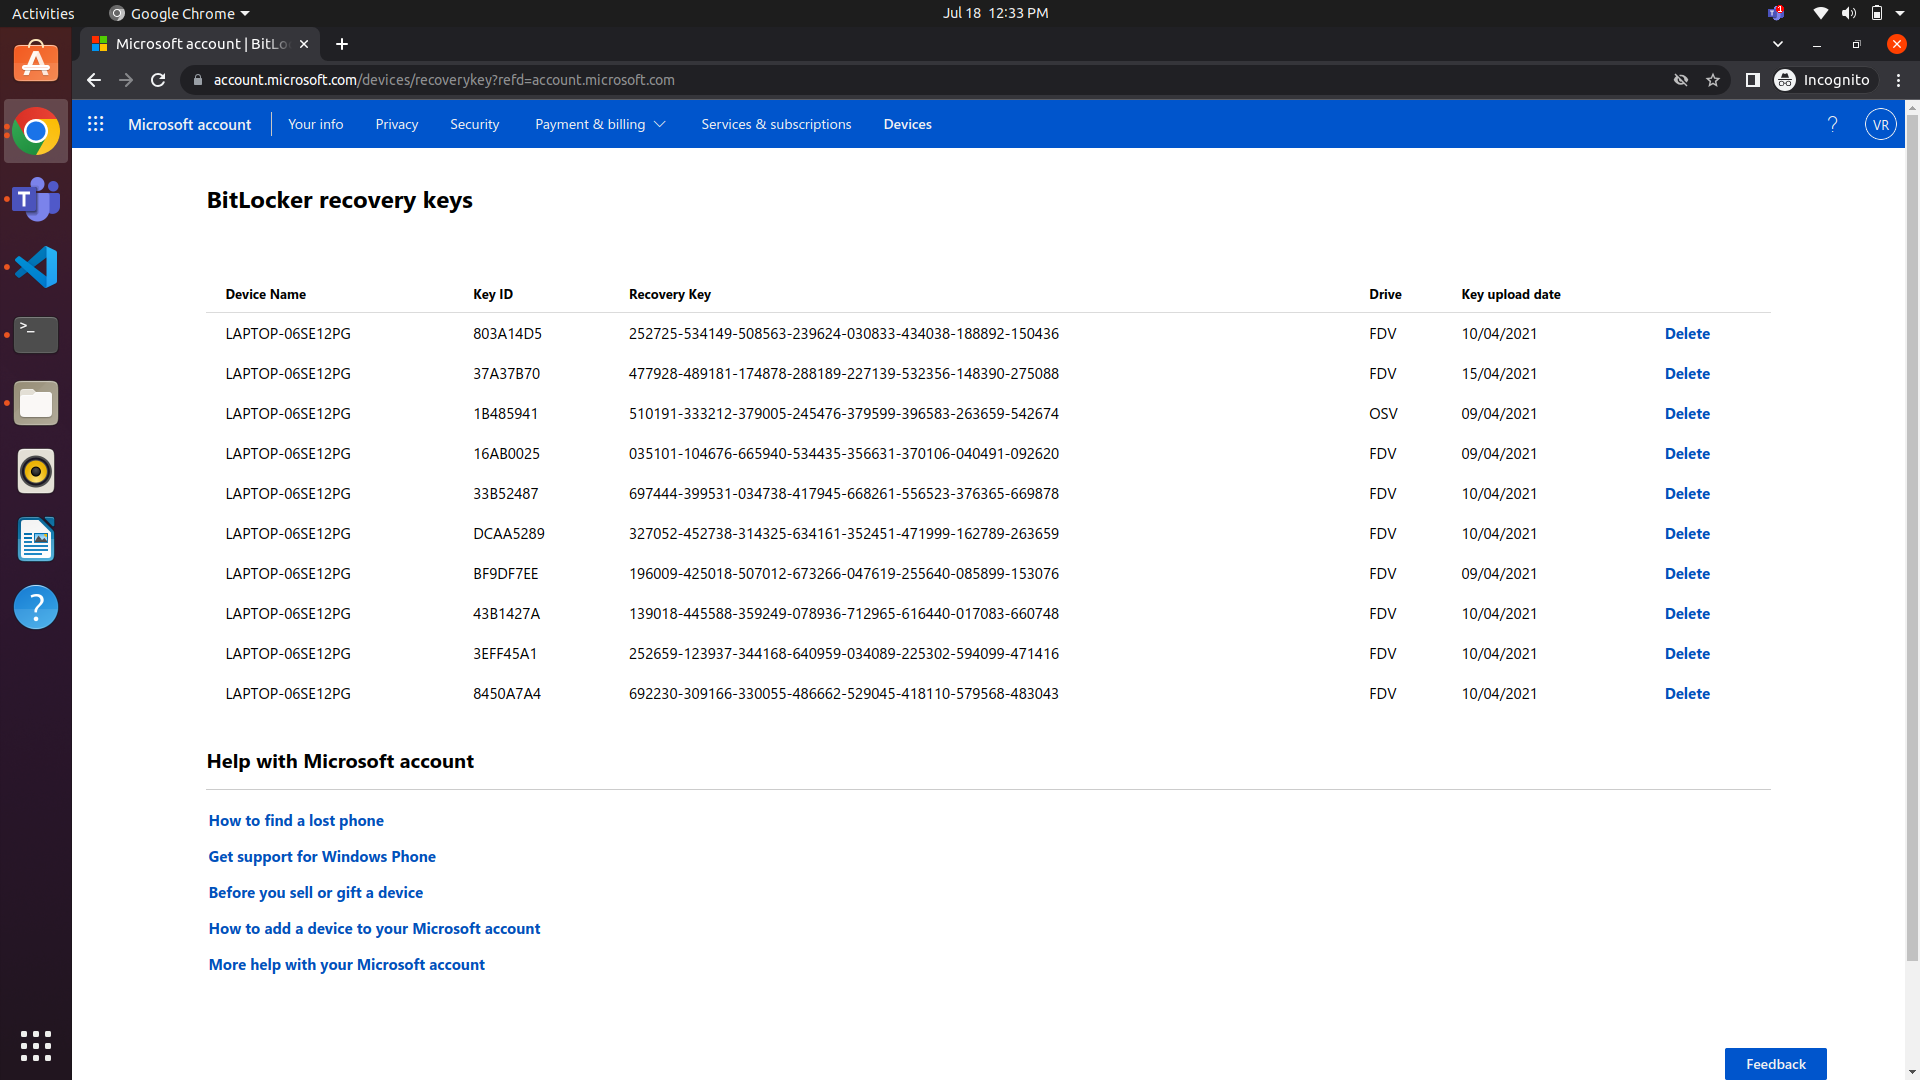 Activities Google Chrome Jul 18 12:33 PM
Microsoft account | BitLo
account.microsoft.com/devices/recoverykey?refd=account.microsoft.com Incognito
Microsoft account Your info Privacy Security Payment & billing Services & subscriptions Devices ? VR
BitLocker recovery keys
Device Name Key ID Recovery Key Drive Key upload date
LAPTOP-06SE12PG 803A14D5 252725-534149-508563-239624-030833-434038-188892-150436 FDV 10/04/2021 Delete
LAPTOP-06SE12PG 37A37B70 477928-489181-174878-288189-227139-532356-148390-275088 FDV 15/04/2021 Delete
LAPTOP-06SE12PG 1B485941 510191-333212-379005-245476-379599-396583-263659-542674 OSV 09/04/2021 Delete
LAPTOP-06SE12PG 16AB0025 035101-104676-665940-534435-356631-370106-040491-092620 FDV 09/04/2021 Delete
LAPTOP-06SE12PG 33B52487 697444-399531-034738-417945-668261-556523-376365-669878 FDV 10/04/2021 Delete
LAPTOP-06SE12PG DCAA5289 327052-452738-314325-634161-352451-471999-162789-263659 FDV 10/04/2021 Delete
LAPTOP-06SE12PG BF9DF7EE 196009-425018-507012-673266-047619-255640-085899-153076 FDV 09/04/2021 Delete
LAPTOP-06SE12PG 43B1427A 139018-445588-359249-078936-712965-616440-017083-660748 FDV 10/04/2021 Delete
LAPTOP-06SE12PG 3EFF45A1 252659-123937-344168-640959-034089-225302-594099-471416 FDV 10/04/2021 Delete
LAPTOP-06SE12PG 8450A7A4 692230-309166-330055-486662-529045-418110-579568-483043 FDV 10/04/2021 Delete
Help with Microsoft account
How to find a lost phone
Get support for Windows Phone
Before you sell or gift a device
How to add a device to your Microsoft account
More help with your Microsoft account
Feedback